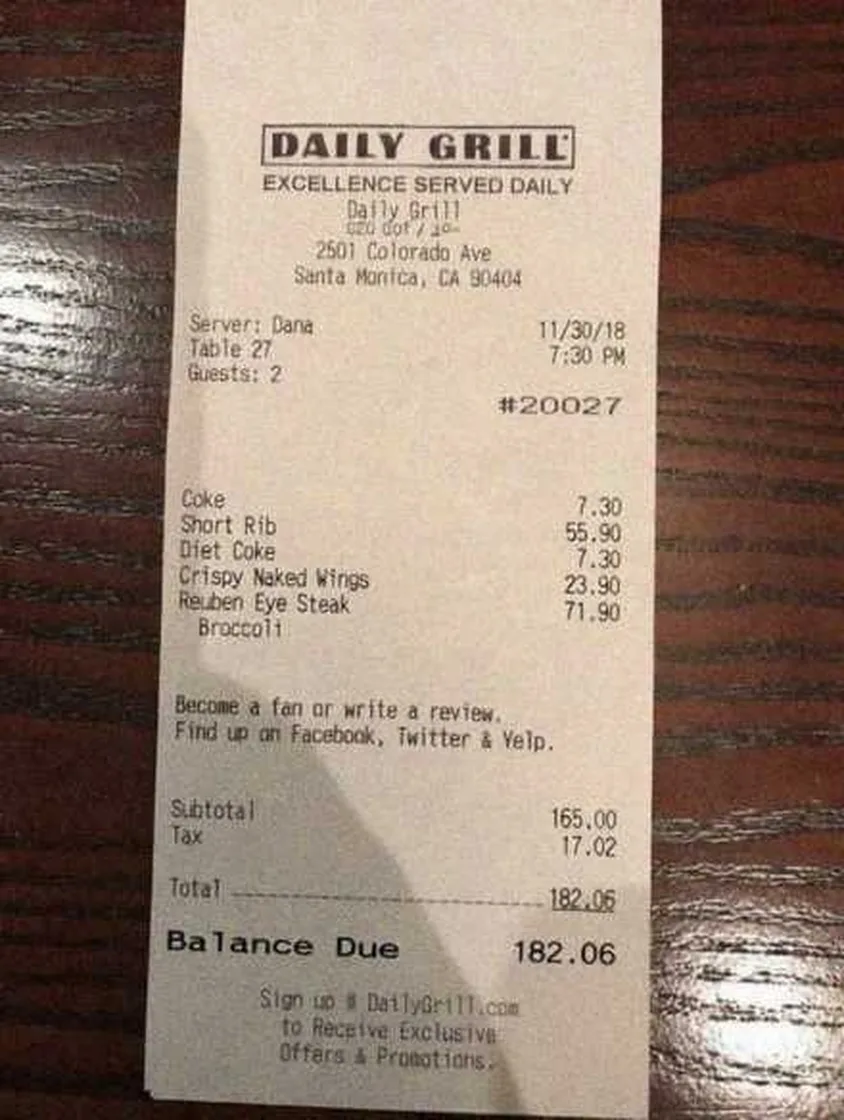 DAILY GRILL
EXCELLENCE SERVED DAILY
Daily Grill
2501 Colorado Ave
Santa Monica, CA 90404
Server: Dana 11/30/18
Table 27 7:30 PM
Guests: 2
#20027
Coke 7.30
Short Rib 55.90
Diet Coke 7.30
Crispy Naked Wings 23.90
Reuben Eye Steak 71.90
Broccoli
Become a fan or write a review.
Find up on Facebook, Twitter & Yelp.
Subtotal 165.00
Tax 17.02
Total 182.06
Balance Due 182.06
Sign up # DailyGrill.com
to Receive Exclusive
Offers & Promotions.